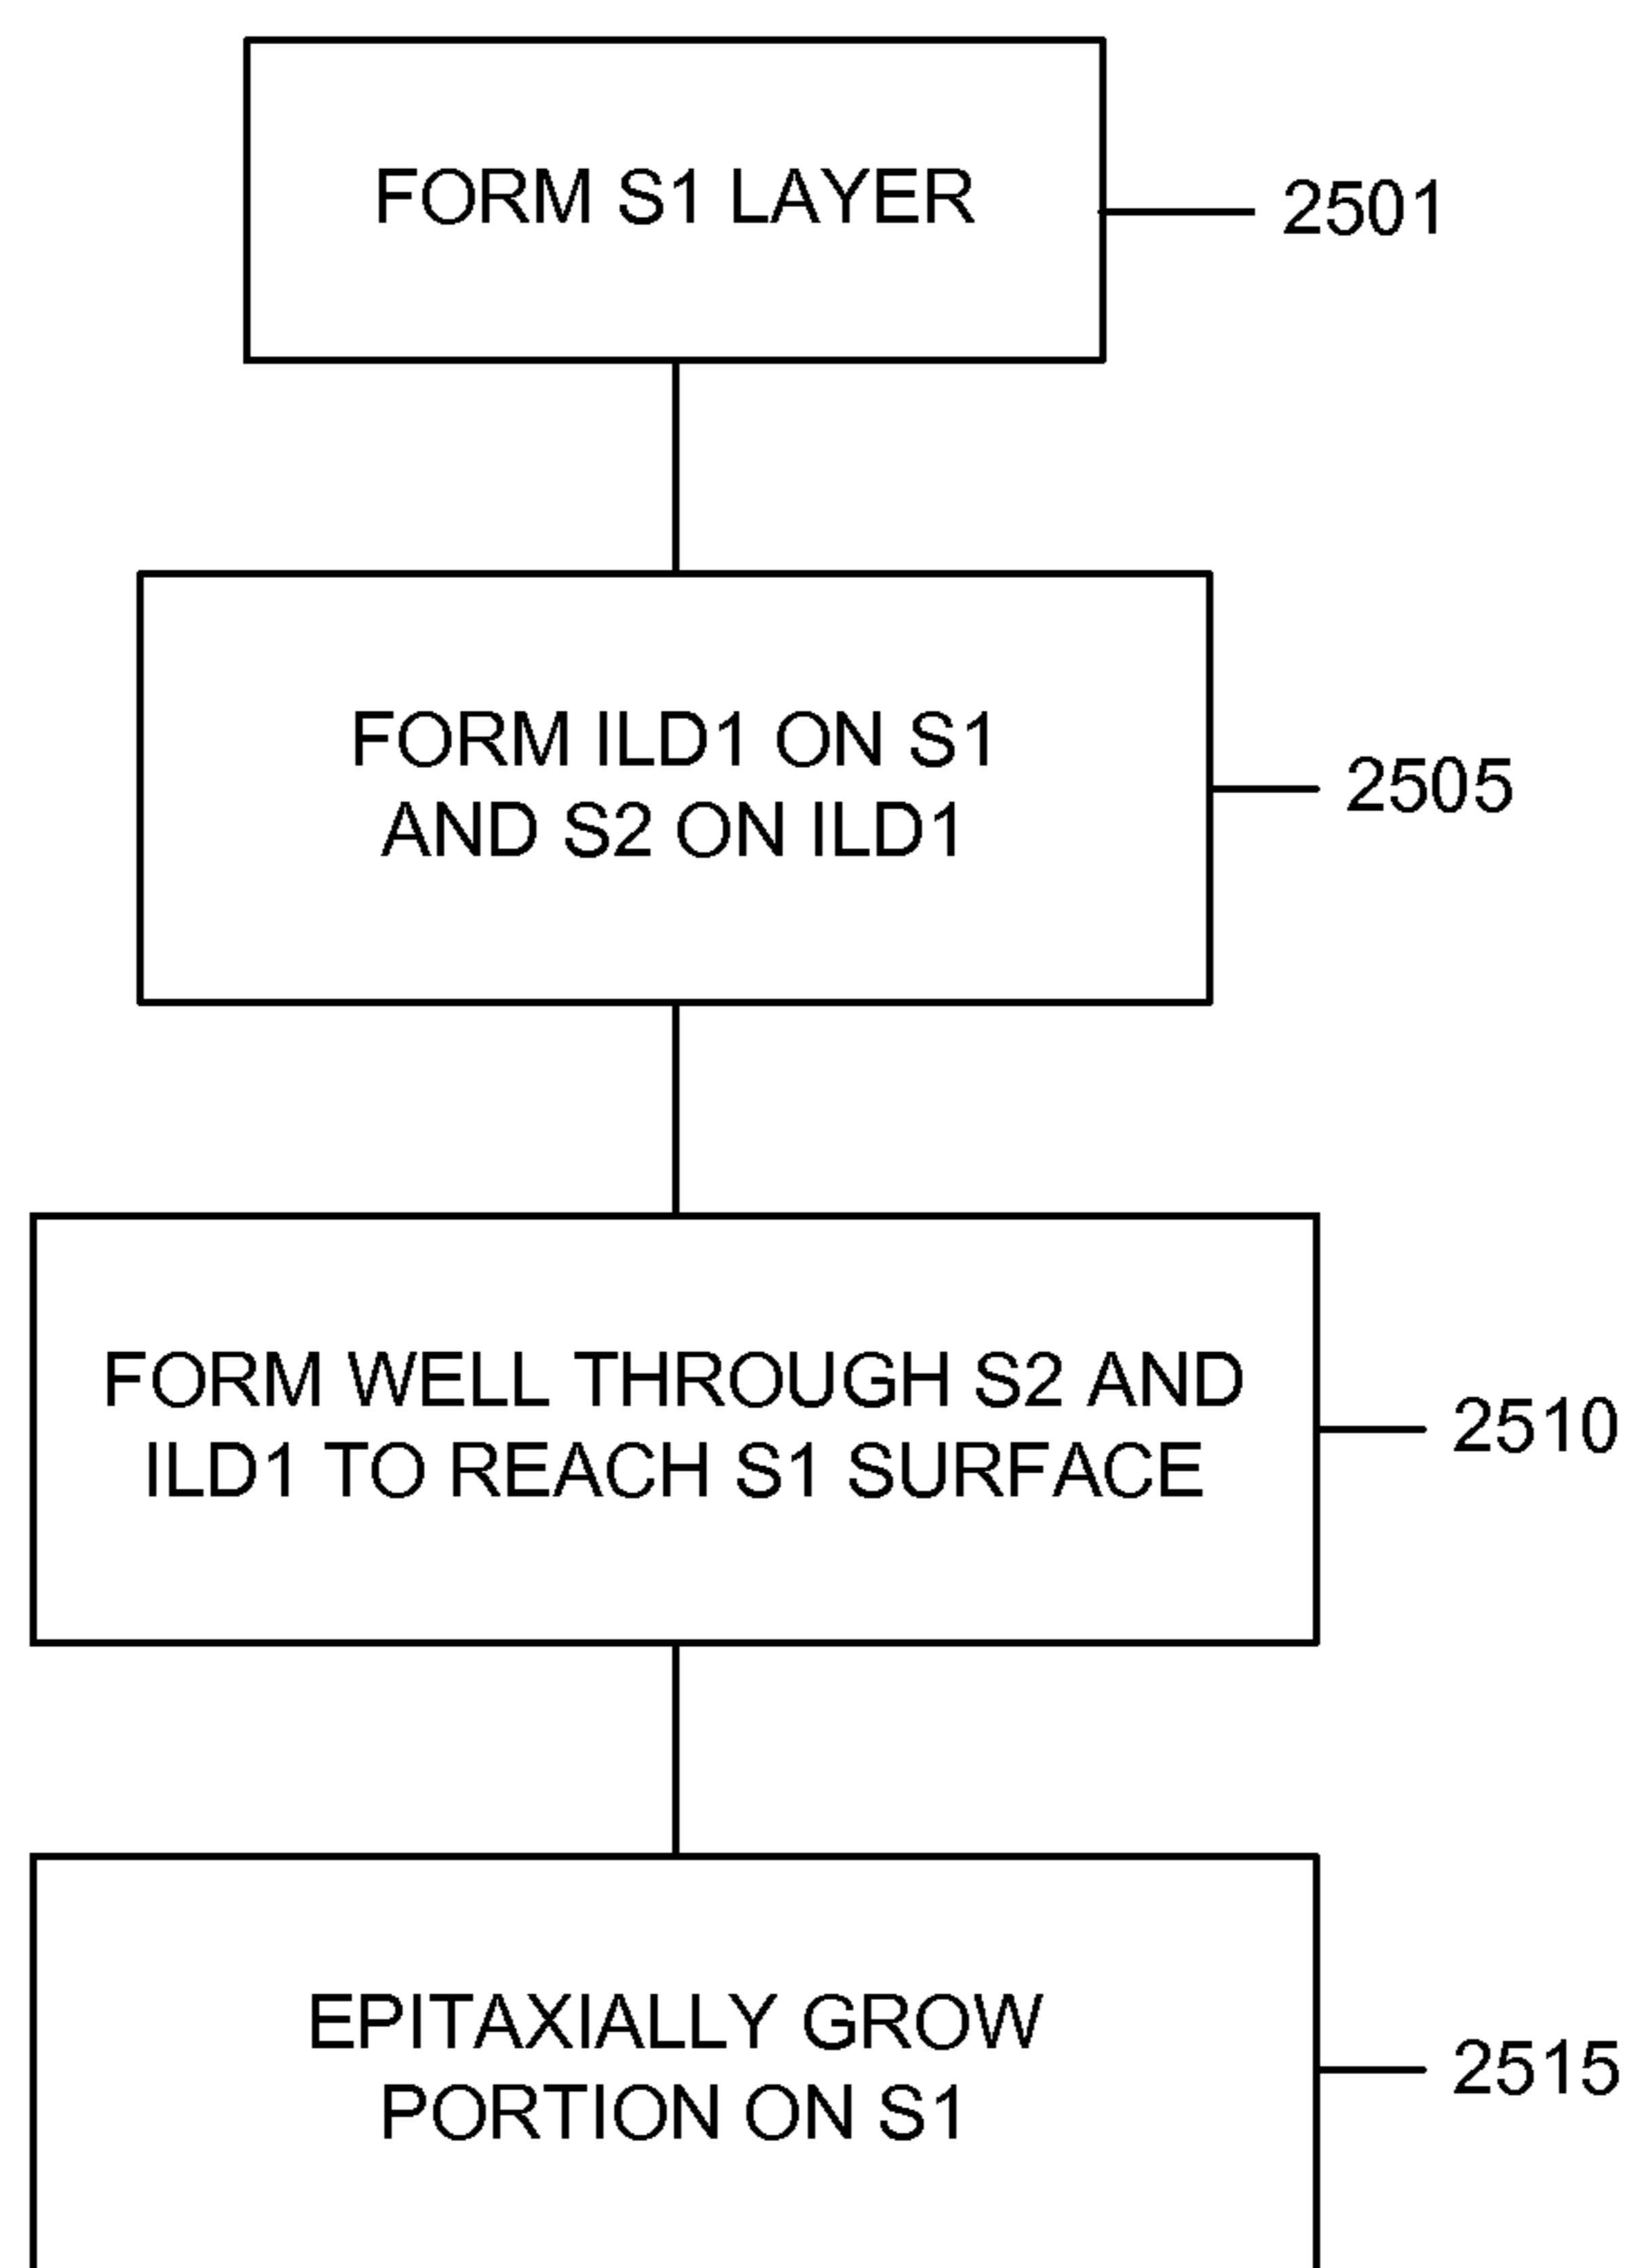 FORM S1 LAYER
2501
FORM ILD1 ON S1
AND S2 ON ILD1
2505
FORM WELL THROUGH S2 AND
ILD1 TO REACH S1 SURFACE
2510
EPITAXIALLY GROW
PORTION ON S1
2515